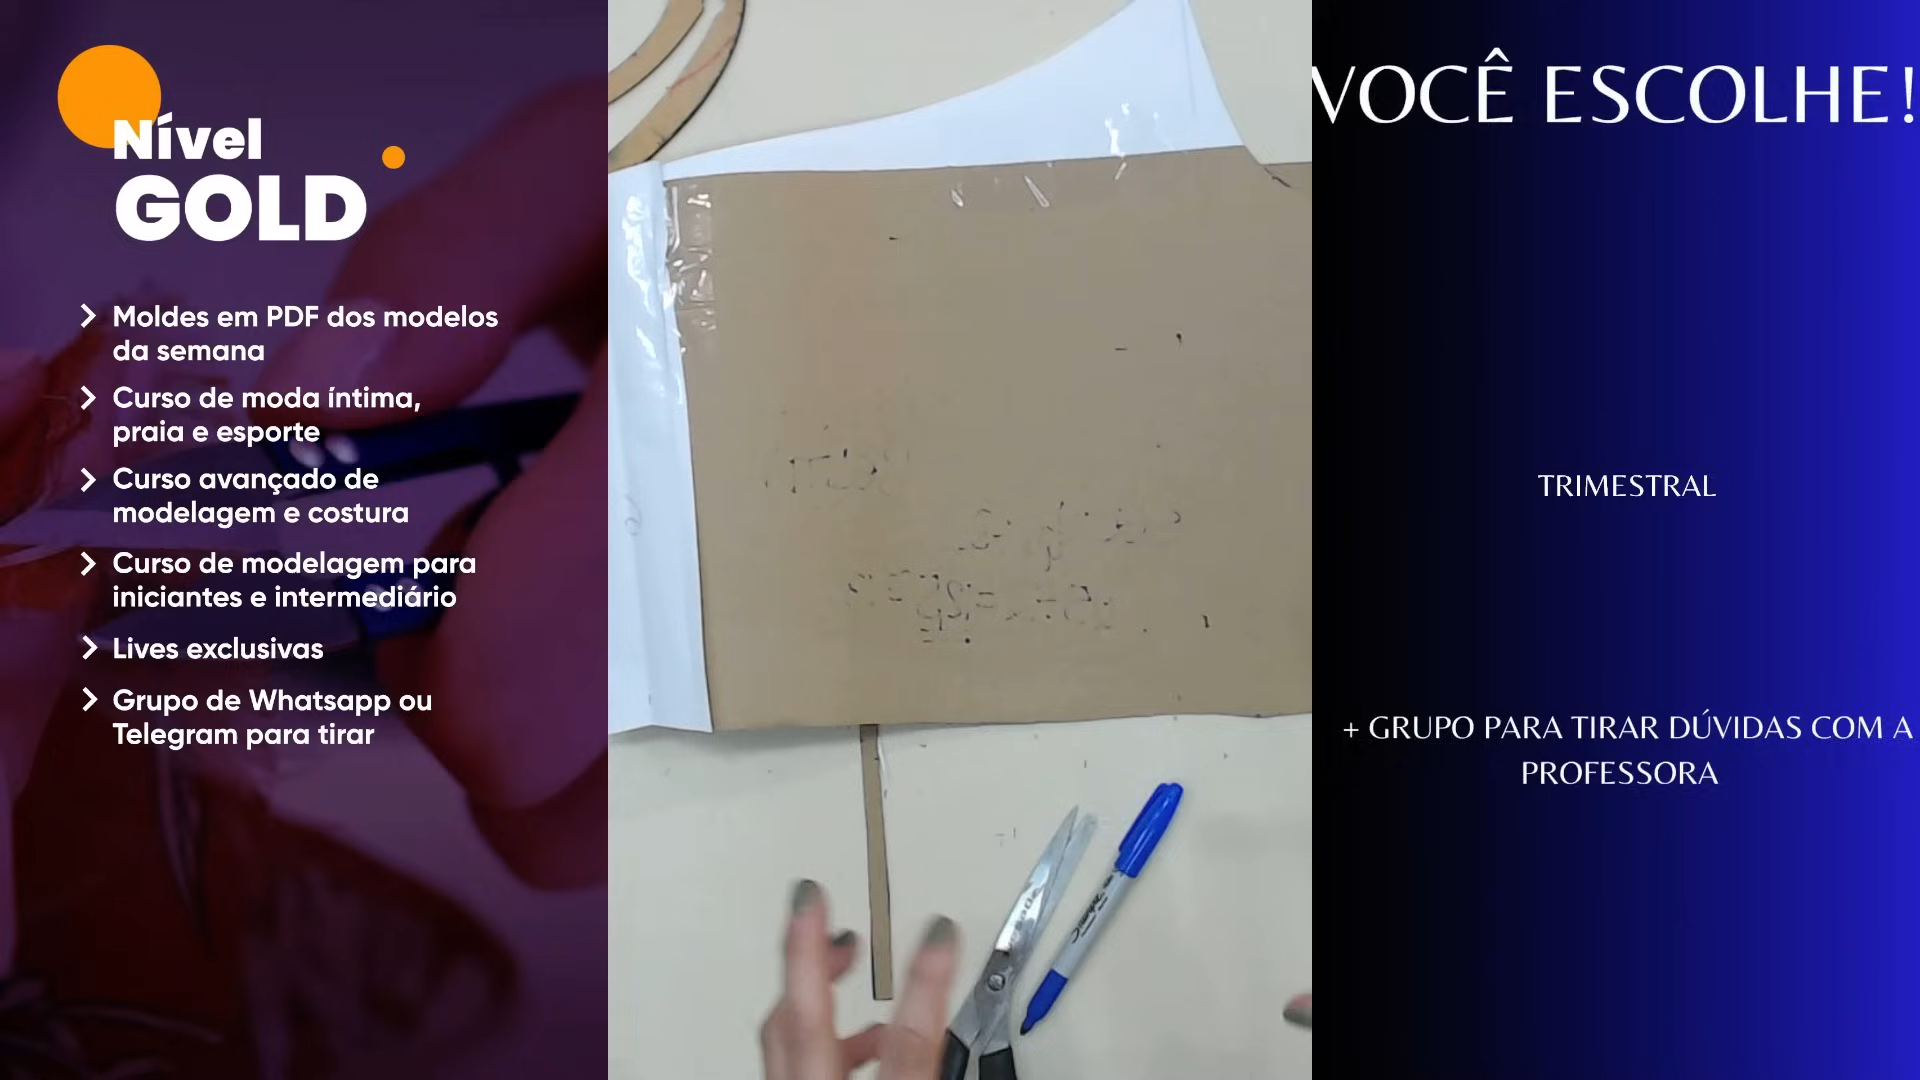 Nível
GOLD
Moldes em PDF dos modelos
da semana
Curso de moda íntima,
praia e esporte
Curso avançado de
modelagem e costura
Curso de modelagem para
iniciantes e intermediário
Lives exclusivas
Grupo de Whatsapp ou
Telegram para tirar
VOCÊ ESCOLHE!
TRIMESTRAL
+ GRUPO PARA TIRAR DÚVIDAS COM A
PROFESSORA
Sharpie